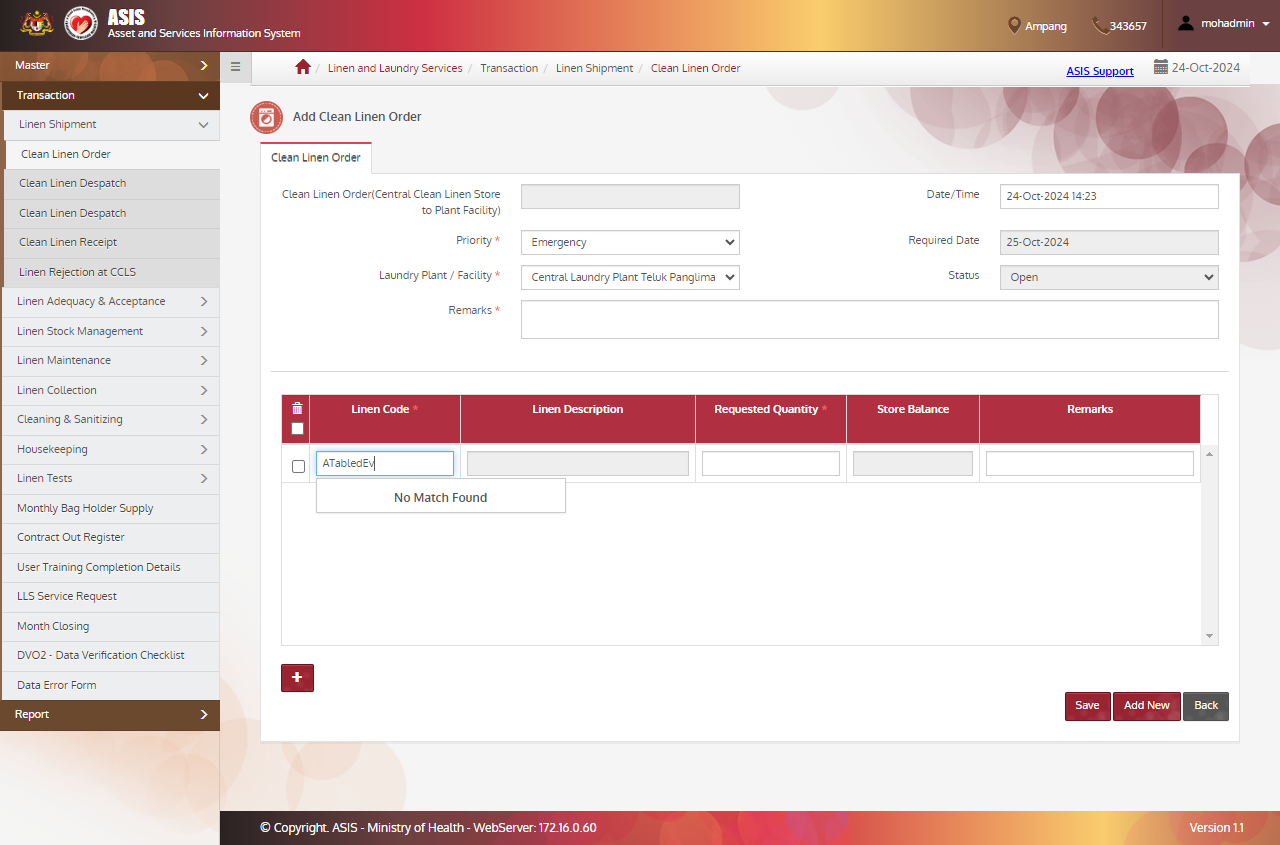 ASIS
Asset and Services Information System
Ampang
343657
mohadmin
Master
Transaction
Linen Shipment
Clean Linen Order
Clean Linen Despatch
Clean Linen Despatch
Clean Linen Receipt
Linen Rejection at CCLS
Linen Adequacy & Acceptance
Linen Stock Management
Linen Maintenance
Linen Collection
Cleaning & Sanitizing
Housekeeping
Linen Tests
Monthly Bag Holder Supply
Contract Out Register
User Training Completion Details
LLS Service Request
Month Closing
DVO2 - Data Verification Checklist
Data Error Form
Report
/ Linen and Laundry Services / Transaction / Linen Shipment / Clean Linen Order
ASIS Support
24-Oct-2024
Add Clean Linen Order
Clean Linen Order
Clean Linen Order(Central Clean Linen Store
to Plant Facility)
Date/Time
24-Oct-2024 14:23
Priority *
Emergency
Required Date
25-Oct-2024
Laundry Plant / Facility *
Central Laundry Plant Teluk Panglima
Status
Open
Remarks *
Linen Code *
Linen Description
Requested Quantity *
Store Balance
Remarks
ATabledEv
No Match Found
+
Save
Add New
Back
© Copyright. ASIS - Ministry of Health - WebServer: 172.16.0.60
Version 1.1